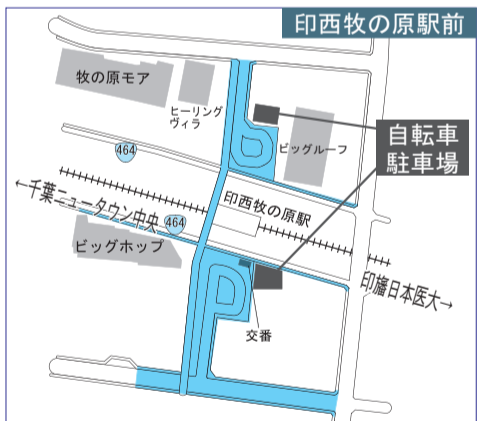 印西牧の原駅前
牧の原モア
ヒーリング
ヴィラ
ビッグルーフ
自転車
駐車場
464
印西牧の原駅
←千葉ニュータウン中央
464
ビッグホップ
印旛日本医大→
交番